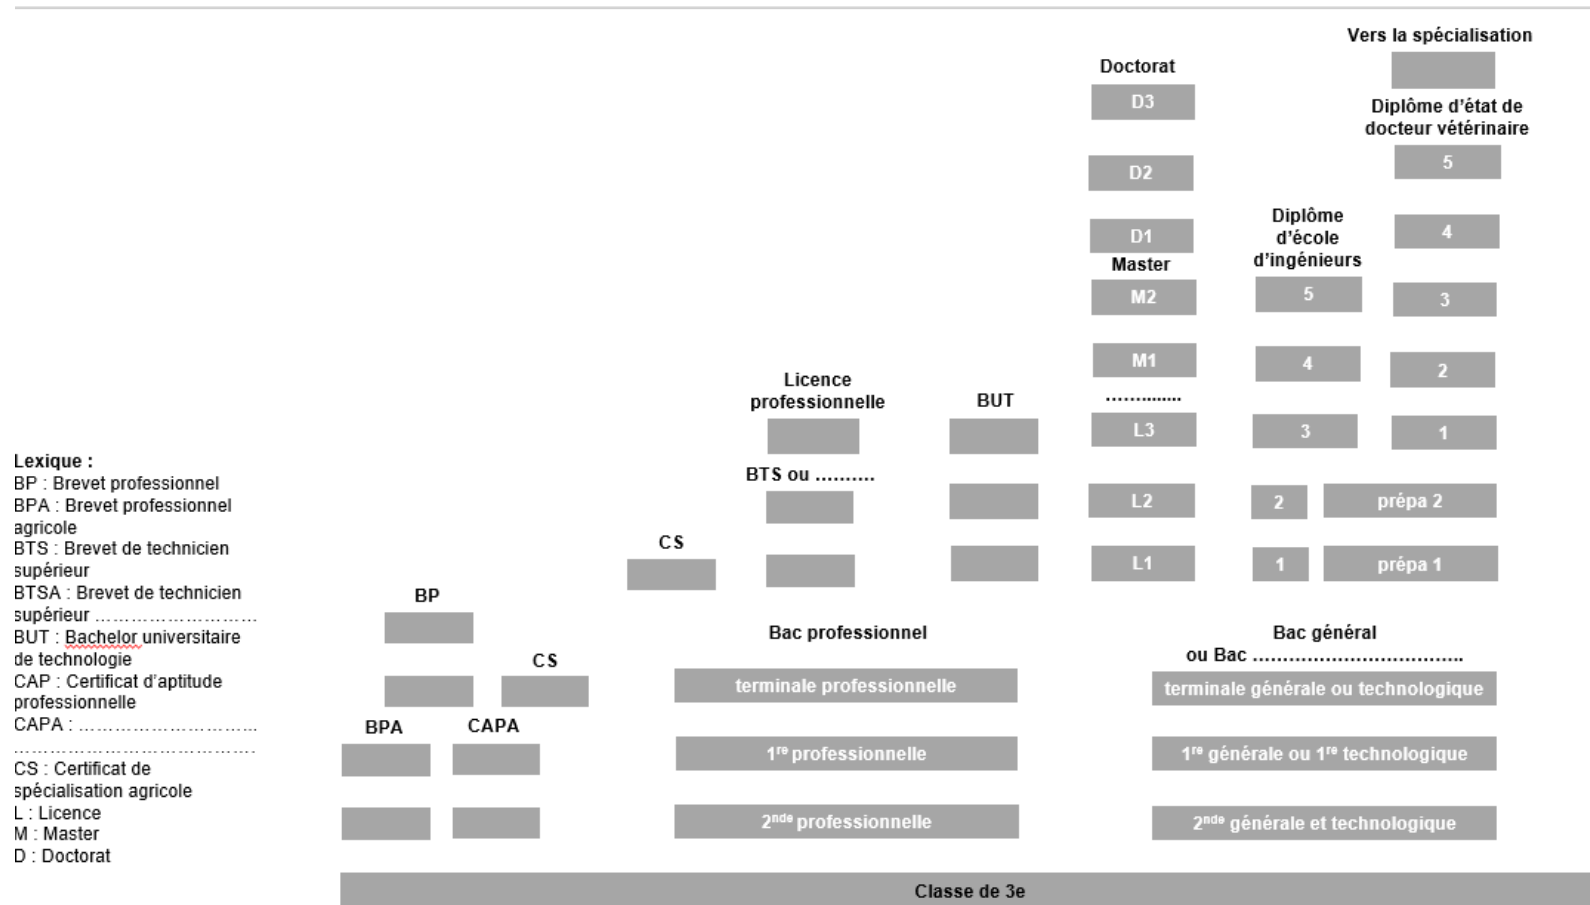 Vers la spécialisation
Doctorat
D3
Diplôme d’état de
docteur vétérinaire
5
D2
Diplôme
d’école
d’ingénieurs
4
D1
Master
M2
5
3
M1
4
2
Licence
professionnelle
BUT
..............
L3
3
1
BTS ou ..........
L2
2
prépa 2
CS
L1
1
prépa 1
BP
Bac professionnel
Bac général
ou Bac ...................................
CS
terminale professionnelle
terminale générale ou technologique
BPA
CAPA
1re professionnelle
1re générale ou 1re technologique
2nde professionnelle
2nde générale et technologique
Classe de 3e
Lexique :
BP : Brevet professionnel
BPA : Brevet professionnel
agricole
BTS : Brevet de technicien
supérieur
BTSA : Brevet de technicien
supérieur ...........................
BUT : Bachelor universitaire
de technologie
CAP : Certificat d’aptitude
professionnelle
CAPA : ..............................
........................................
CS : Certificat de
spécialisation agricole
L : Licence
M : Master
D : Doctorat